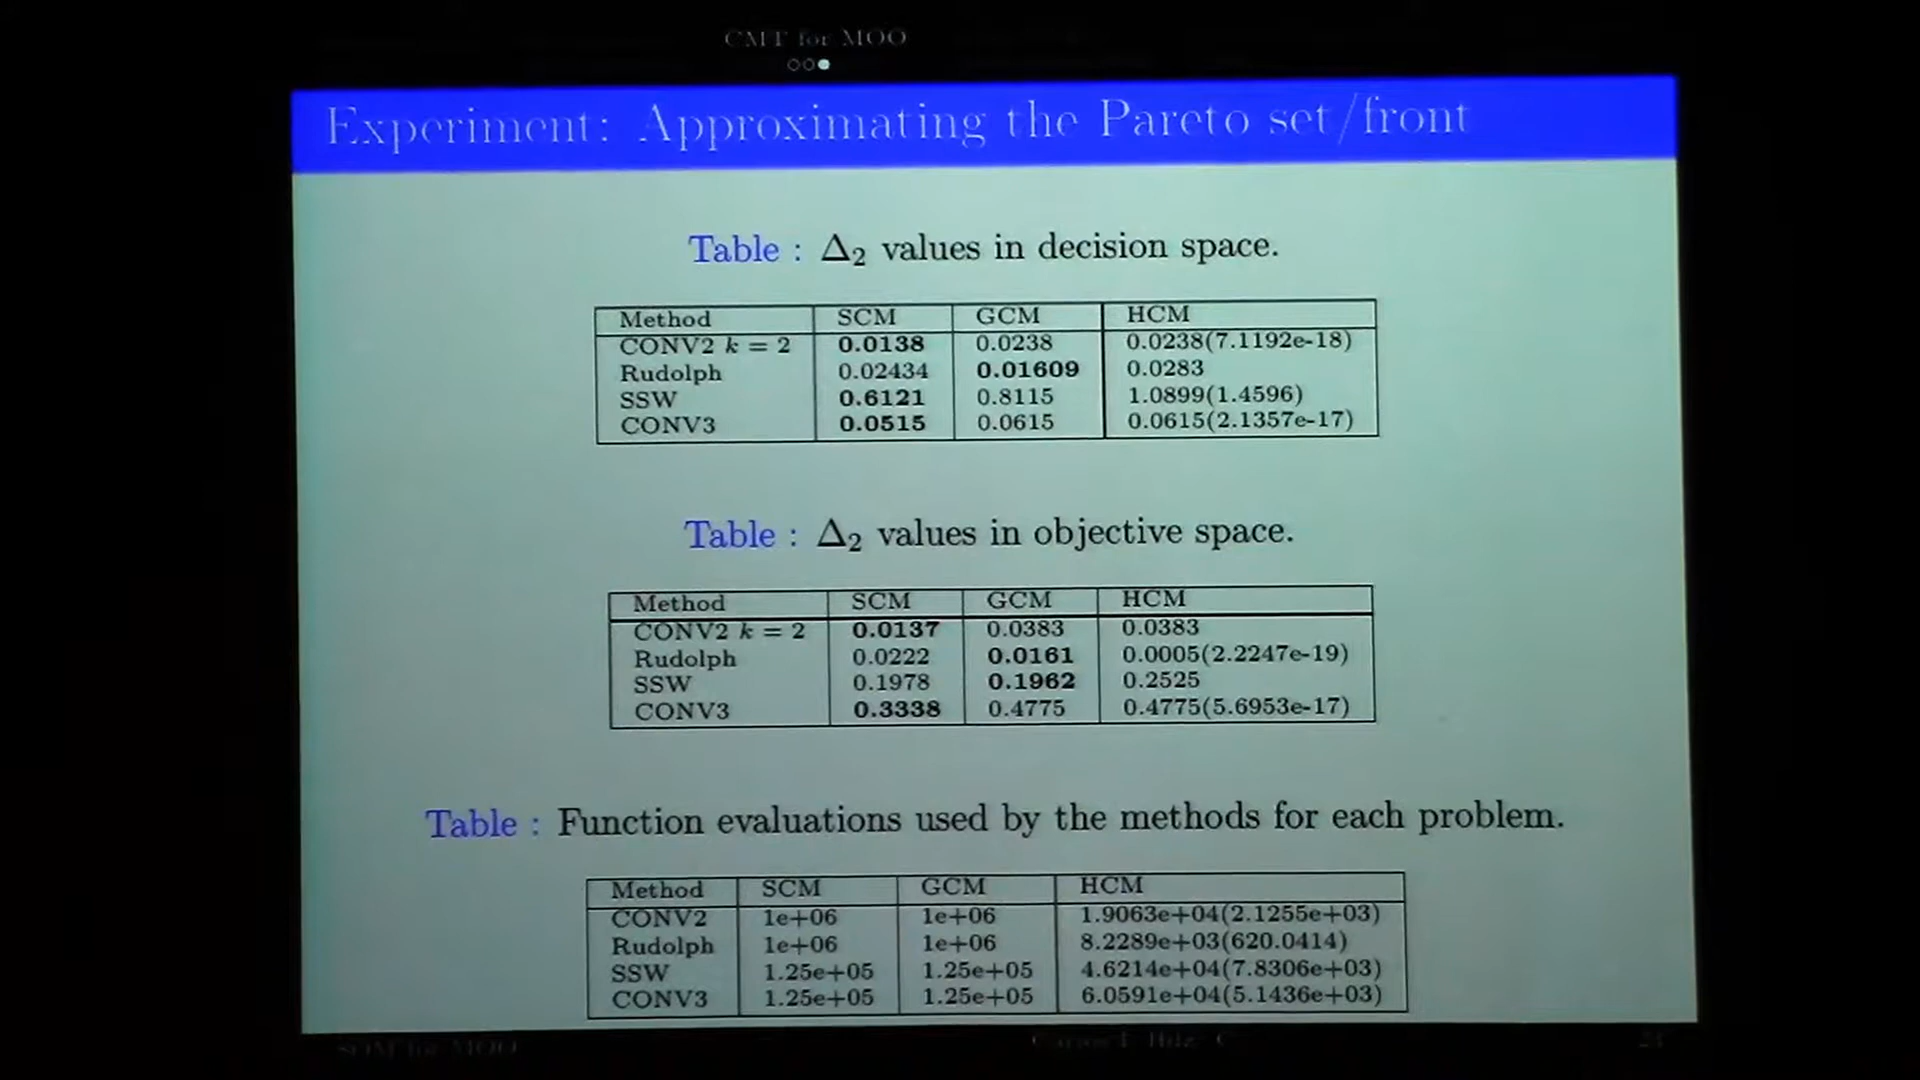 CMT for MOO
Experiment: Approximating the Pareto set/front
Table : Δ₂ values in decision space.
Method SCM GCM HCM
CONV2 k = 2 0.0138 0.0238 0.0238(7.1192e-18)
Rudolph 0.02434 0.01609 0.0283
SSW 0.6121 0.8115 1.0899(1.4596)
CONV3 0.0515 0.0615 0.0615(2.1357e-17)
Table : Δ₂ values in objective space.
Method SCM GCM HCM
CONV2 k = 2 0.0137 0.0383 0.0383
Rudolph 0.0222 0.0161 0.0005(2.2247e-19)
SSW 0.1978 0.1962 0.2525
CONV3 0.3338 0.4775 0.4775(5.6953e-17)
Table : Function evaluations used by the methods for each problem.
Method SCM GCM HCM
CONV2 1e+06 1e+06 1.9063e+04(2.1255e+03)
Rudolph 1e+06 1e+06 8.2289e+03(620.0414)
SSW 1.25e+05 1.25e+05 4.6214e+04(7.8306e+03)
CONV3 1.25e+05 1.25e+05 6.0591e+04(5.1436e+03)
for MOO